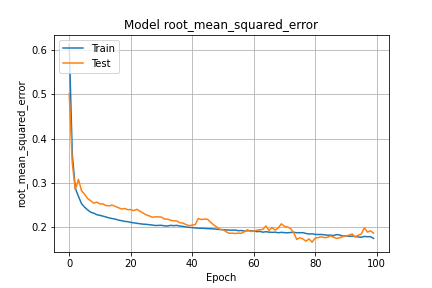 Model root_mean_squared_error
Train
Test
root_mean_squared_error
0.6
0.5
0.4
0.3
0.2
0 20 40 60 80 100
Epoch